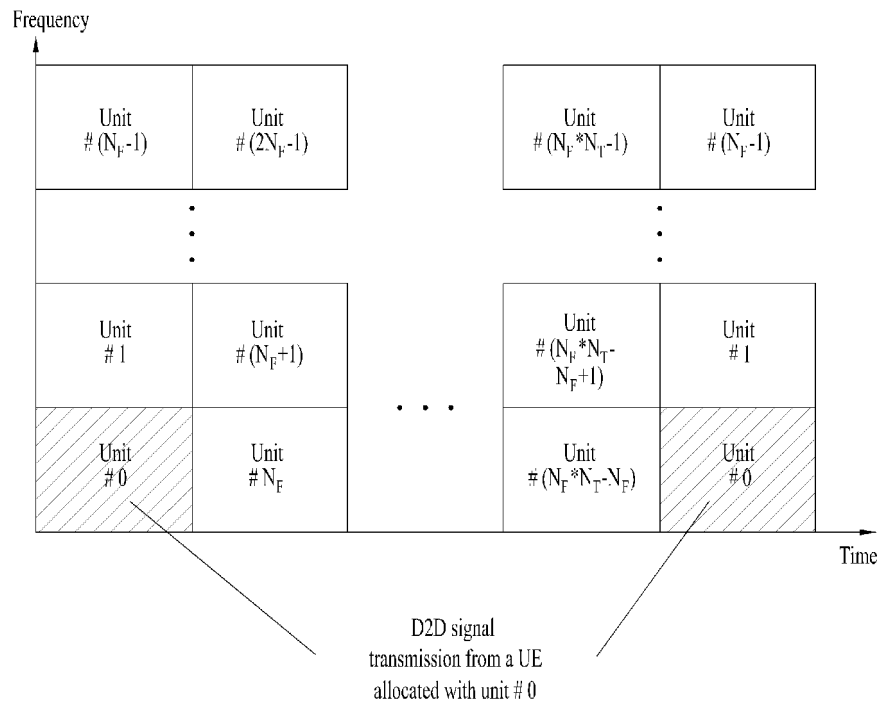 Frequency
Unit
# (N_F-1)
Unit
# (2N_F-1)
Unit
# (N_F*N_T-1)
Unit
# (N_F-1)
Unit
# 1
Unit
# (N_F+1)
Unit
# (N_F*N_T-
N_F+1)
Unit
# 1
Unit
# 0
Unit
# N_F
Unit
# (N_F*N_T-N_F)
Unit
# 0
Time
D2D signal
transmission from a UE
allocated with unit # 0